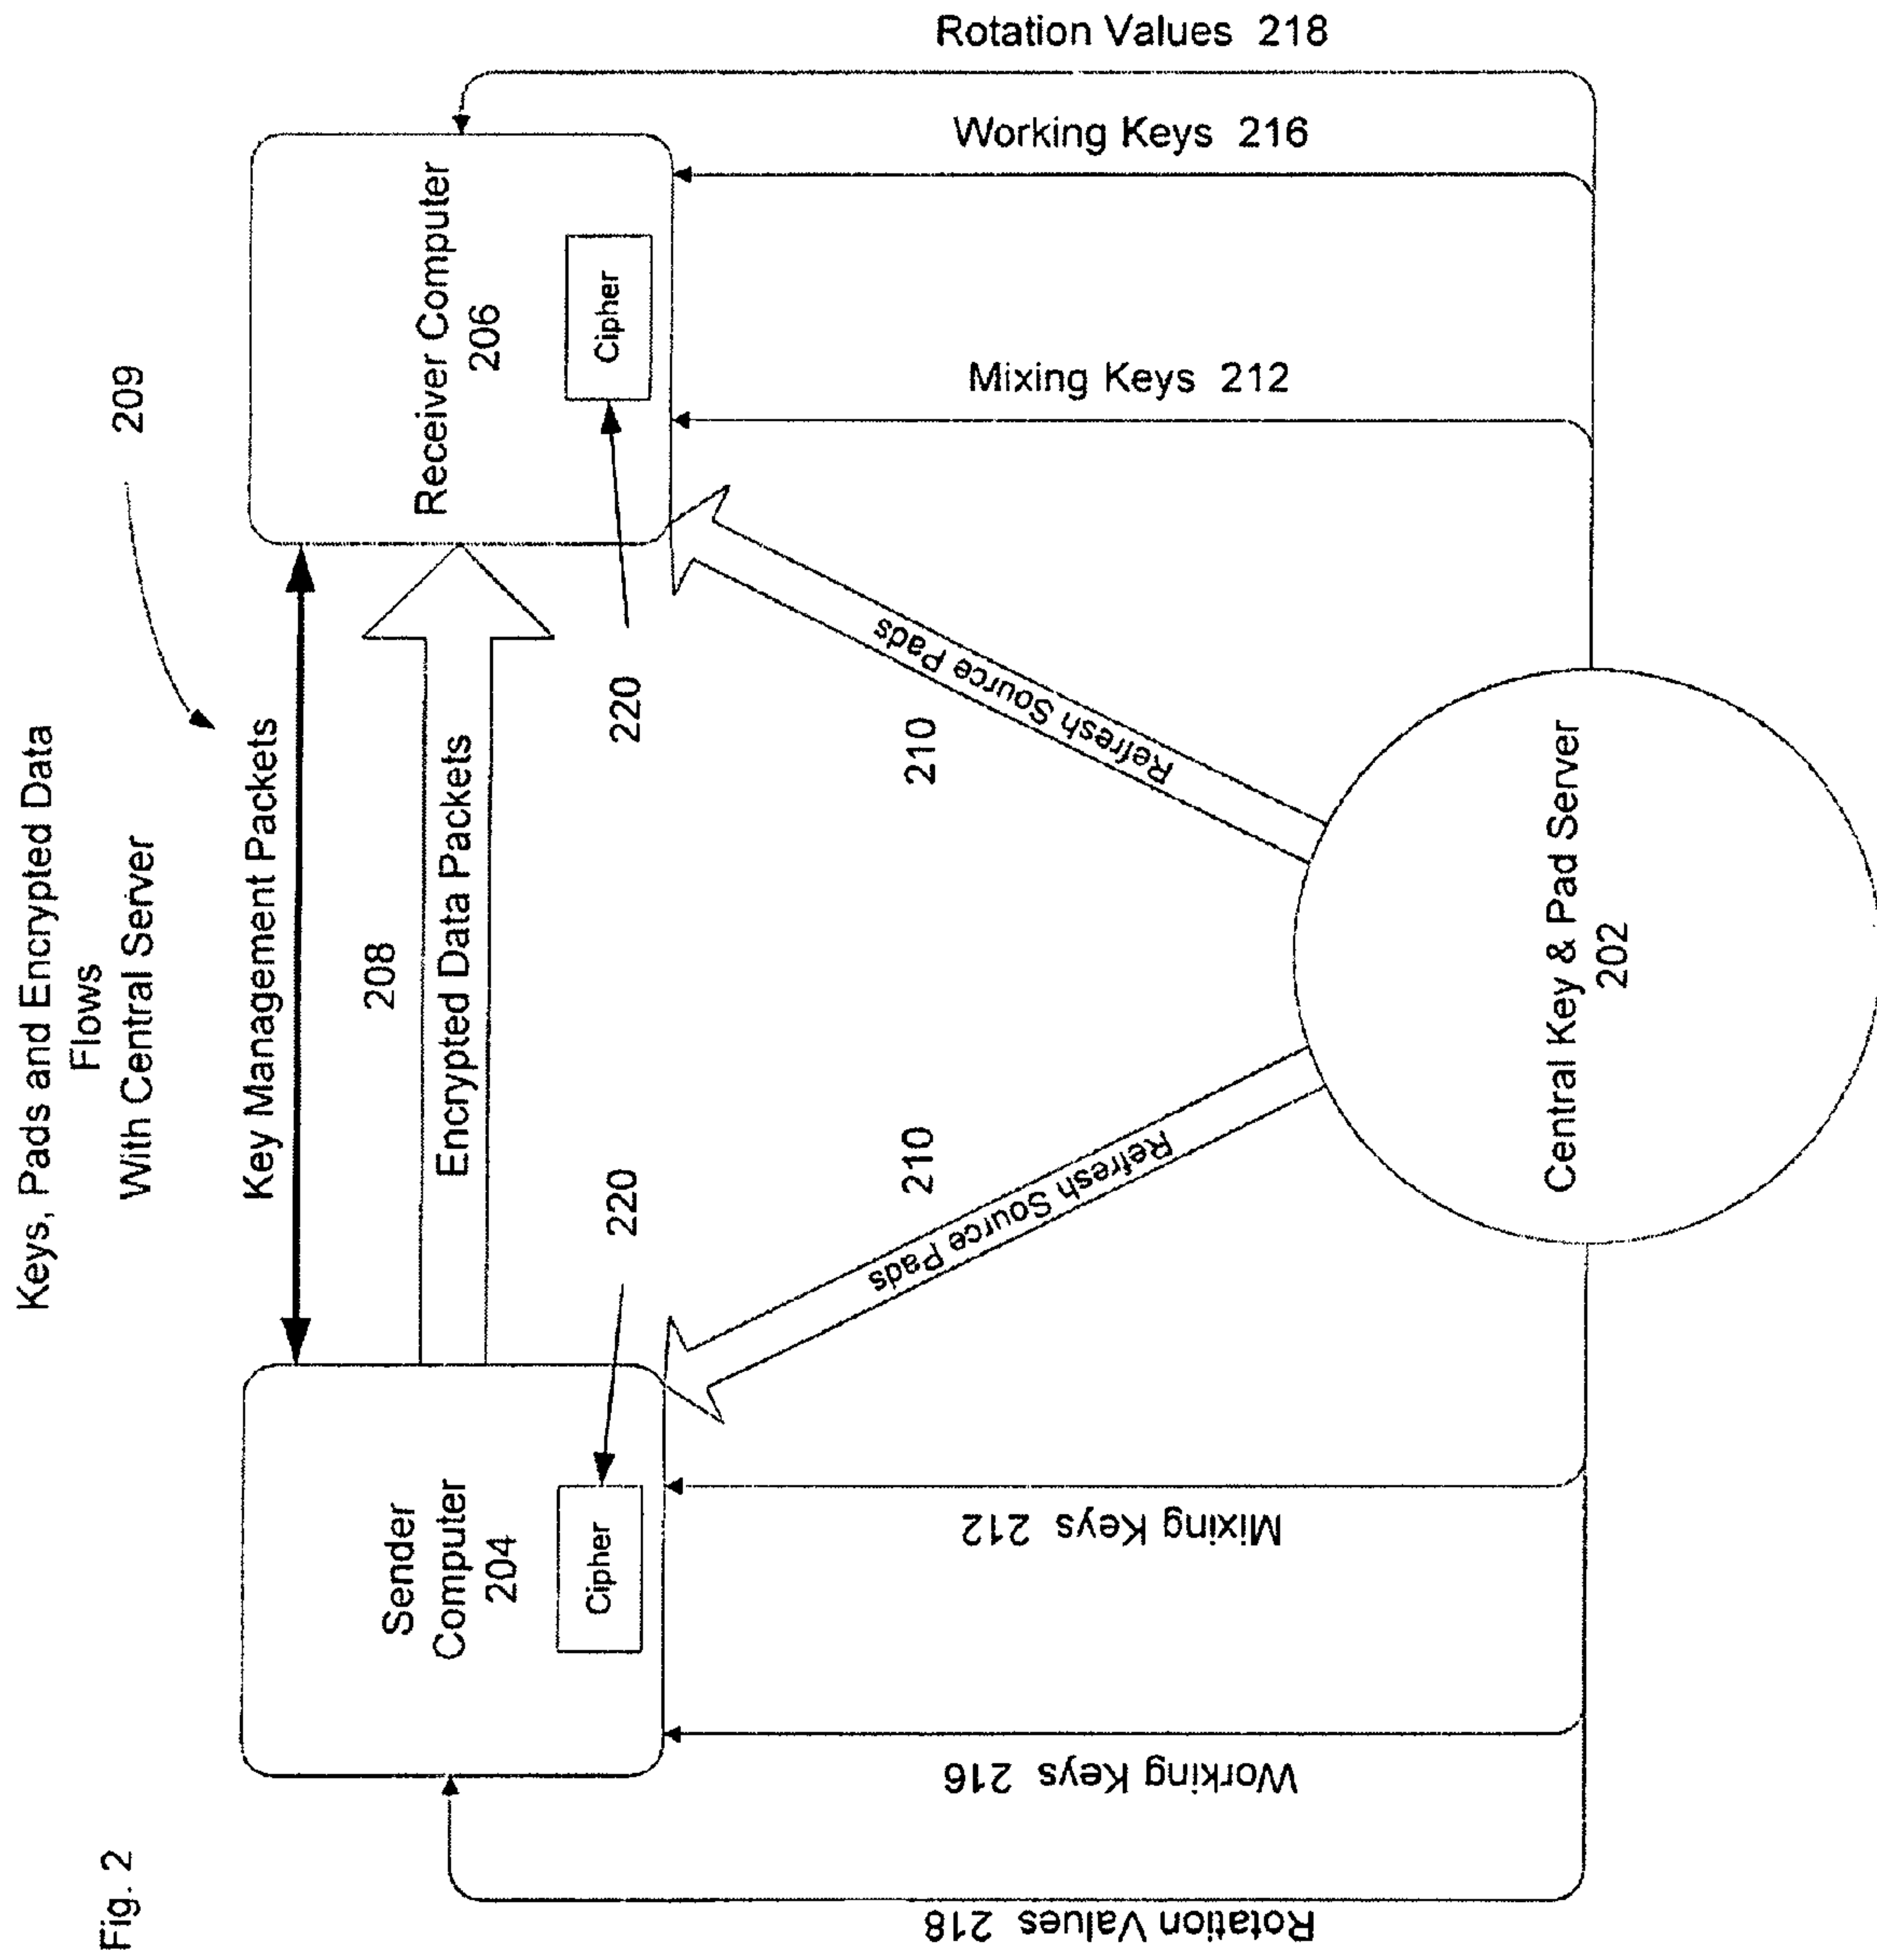 Fig. 2
Keys, Pads and Encrypted Data
Flows
With Central Server
209
Key Management Packets
208
Encrypted Data Packets
Sender
Computer
204
Cipher
220
Receiver Computer
206
Cipher
220
210
Refresh Source Pads
210
Refresh Source Pads
Rotation Values 218
Working Keys 216
Mixing Keys 212
Mixing Keys 212
Working Keys 216
Rotation Values 218
Central Key & Pad Server
202